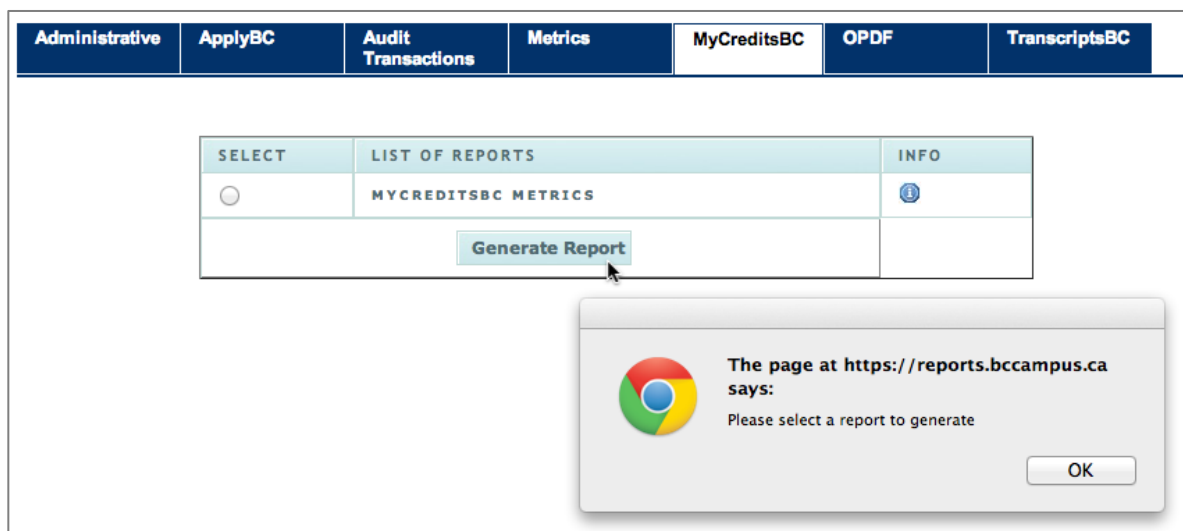 Administrative ApplyBC Audit Transactions Metrics MyCreditsBC OPDF TranscriptsBC
SELECT LIST OF REPORTS INFO
MYCREDITSBC METRICS
Generate Report
The page at https://reports.bccampus.ca
says:
Please select a report to generate
OK